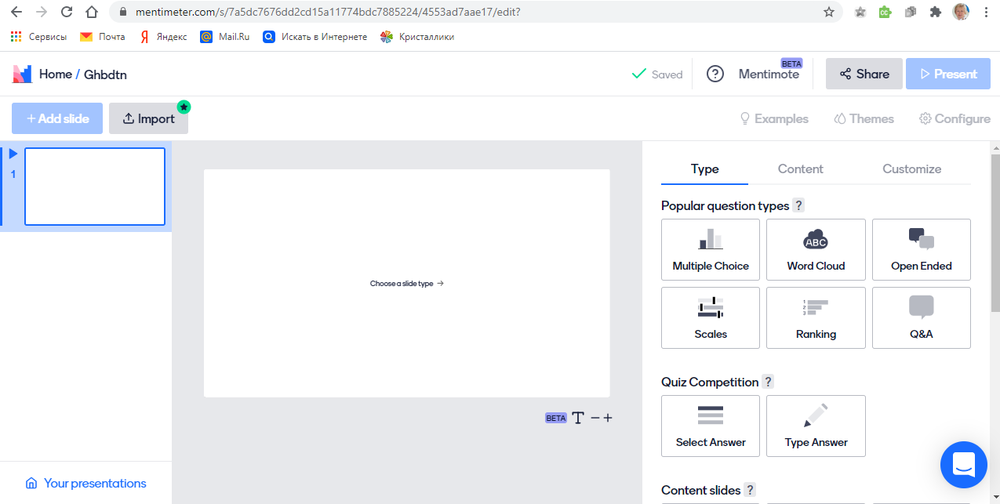 mentimeter.com/s/7a5dc7676dd2cd15a11774bdc7885224/4553ad7aae17/edit?
Сервисы Почта Яндекс Mail.Ru Искать в Интернете Кристаллики
Home / Ghbdtn Saved ? Mentimote BETA Share Present
+ Add slide Import Examples Themes Configure
1
Choose a slide type →
BETA T − +
Your presentations
Type Content Customize
Popular question types ?
Multiple Choice ABC Word Cloud Open Ended
Scales 1 2 3 Ranking Q&A
Quiz Competition ?
Select Answer Type Answer
Content slides ?